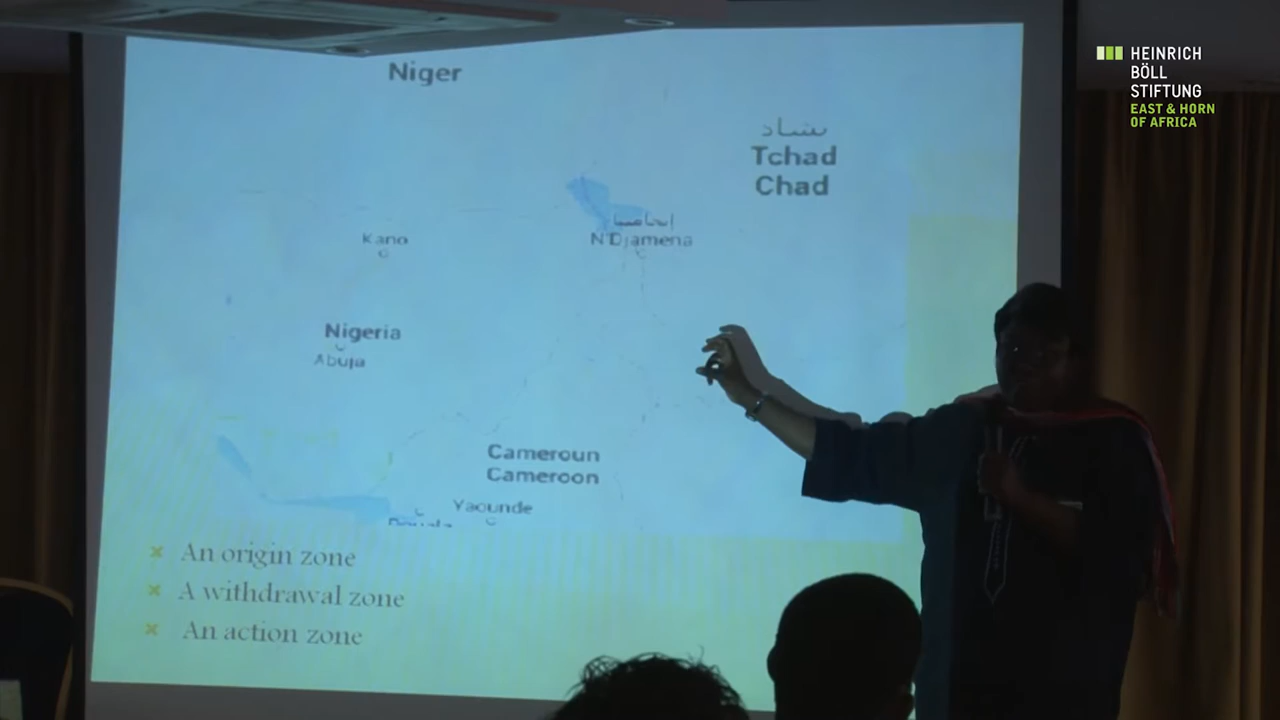 Niger
تشاد
Tchad
Chad
N'Djamena
Kano
Nigeria
Abuja
Cameroun
Cameroon
Yaounde
Douala
An origin zone
A withdrawal zone
An action zone
HEINRICH
BÖLL
STIFTUNG
EAST & HORN
OF AFRICA